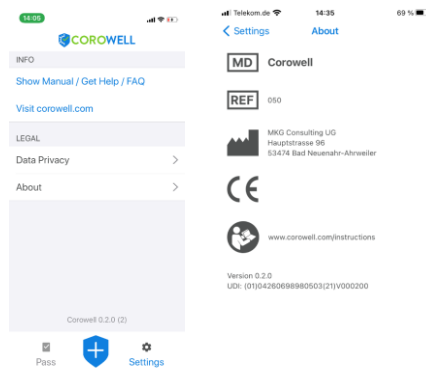 14:05
COROWELL
INFO
Show Manual / Get Help / FAQ
Visit corowell.com
LEGAL
Data Privacy
About
Corowell 0.2.0 (2)
Pass
Settings
Telekom.de 14:35 69 %
Settings About
MD Corowell
REF 050
MKG Consulting UG
Hauptstrasse 96
53474 Bad Neuenahr-Ahrweiler
CE
www.corowell.com/instructions
Version 0.2.0
UDI: (01)04260698980503(21)V000200